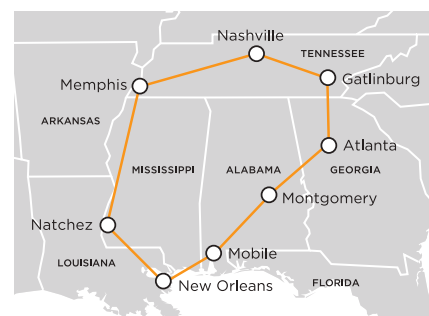 Nashville
TENNESSEE
Memphis
Gatlinburg
ARKANSAS
Atlanta
MISSISSIPPI
ALABAMA
GEORGIA
Montgomery
Natchez
Mobile
LOUISIANA
New Orleans
FLORIDA